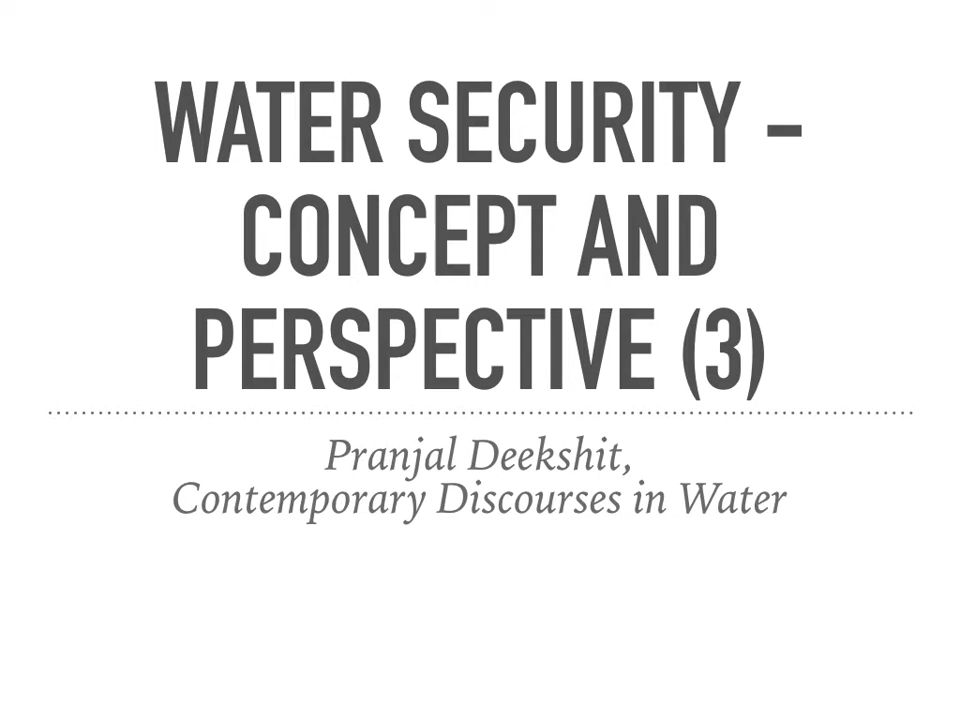 WATER SECURITY –
CONCEPT AND
PERSPECTIVE (3)
Pranjal Deekshit,
Contemporary Discourses in Water